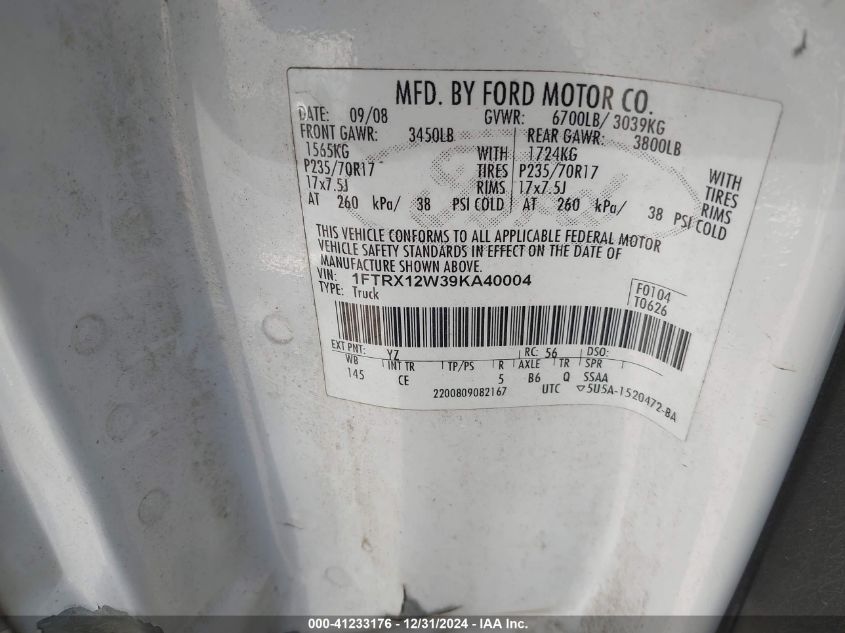 MFD. BY FORD MOTOR CO.
DATE: 09/08 GVWR: 6700LB/ 3039KG
FRONT GAWR: 3450LB REAR GAWR: 3800LB
1565KG WITH 1724KG WITH
P235/70R17 TIRES P235/70R17 TIRES
17x7.5J RIMS 17x7.5J RIMS
AT 260 kPa/ 38 PSI COLD AT 260 kPa/ 38 PSI COLD
THIS VEHICLE CONFORMS TO ALL APPLICABLE FEDERAL MOTOR
VEHICLE SAFETY STANDARDS IN EFFECT ON THE DATE OF
MANUFACTURE SHOWN ABOVE.
VIN: 1FTRX12W39KA40004
TYPE: Truck
F0104
T0626
EXT PNT: YZ RC: 56 DSO:
WB INT TR TP/PS R AXLE TR SPR
145 CE 5 B6 Q SSAA
2200809082167 UTC ▽5U5A-1520472-BA
000-41233176 - 12/31/2024 - IAA Inc.